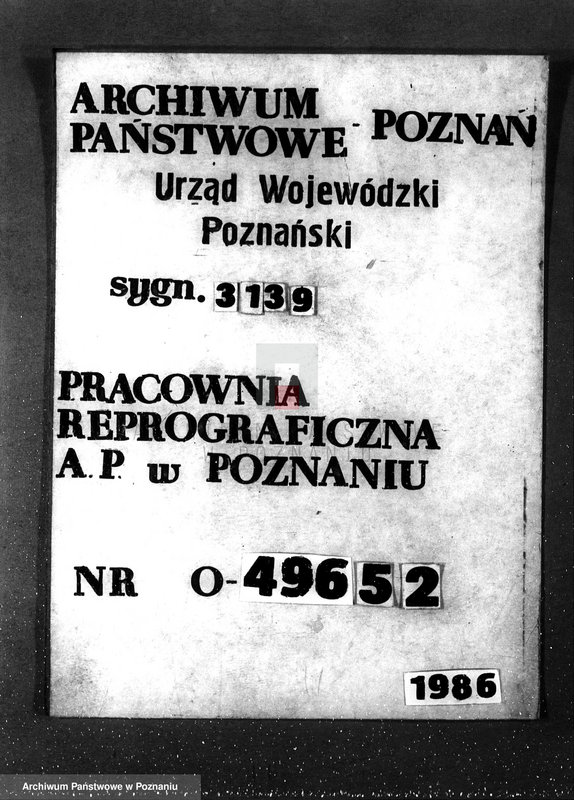 ARCHIWUM
PAŃSTWOWE - POZNAŃ
Urząd Wojewódzki
Poznański
sygn. 3139
PRACOWNIA
REPROGRAFICZNA
A.P. w POZNANIU
NR O-49652
1986
Archiwum Państwowe w Poznaniu